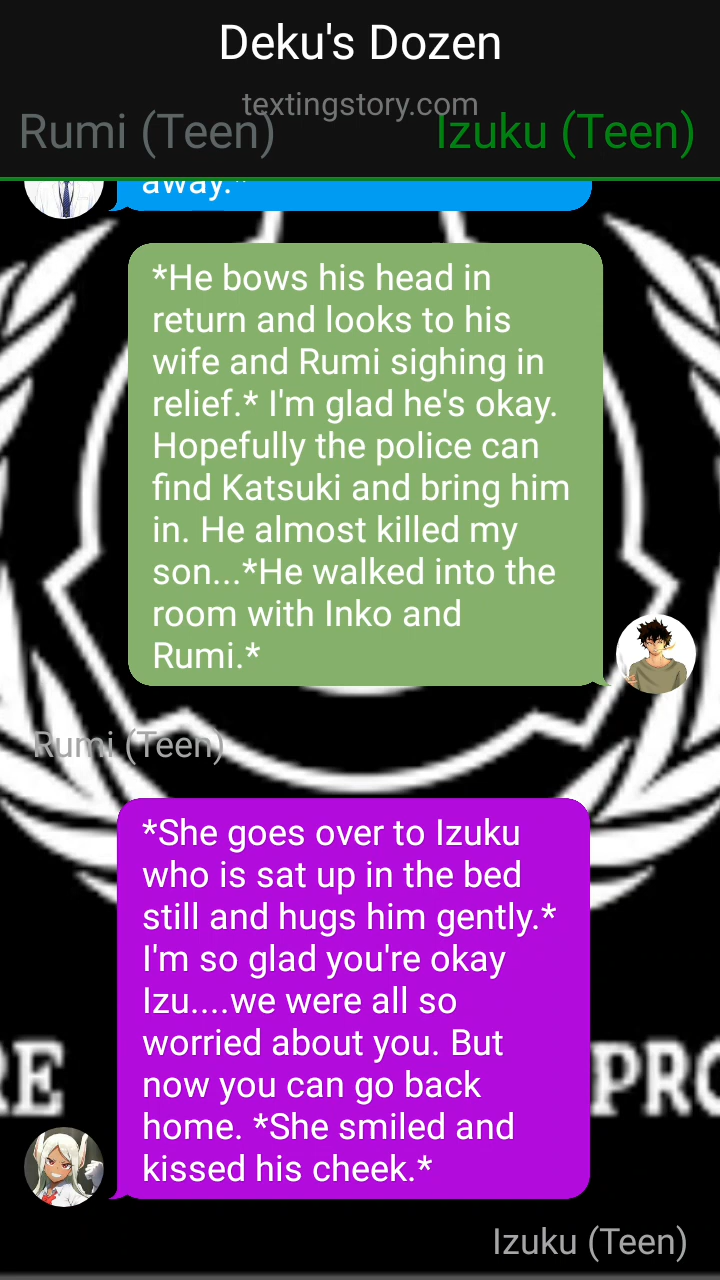 Deku's Dozen
textingstory.com
Rumi (Teen)
Izuku (Teen)
away.*
*He bows his head in
return and looks to his
wife and Rumi sighing in
relief.* I'm glad he's okay.
Hopefully the police can
find Katsuki and bring him
in. He almost killed my
son...*He walked into the
room with Inko and
Rumi.*
Rumi (Teen)
*She goes over to Izuku
who is sat up in the bed
still and hugs him gently.*
I'm so glad you're okay
Izu....we were all so
worried about you. But
now you can go back
home. *She smiled and
kissed his cheek.*
RE
PRO
Izuku (Teen)